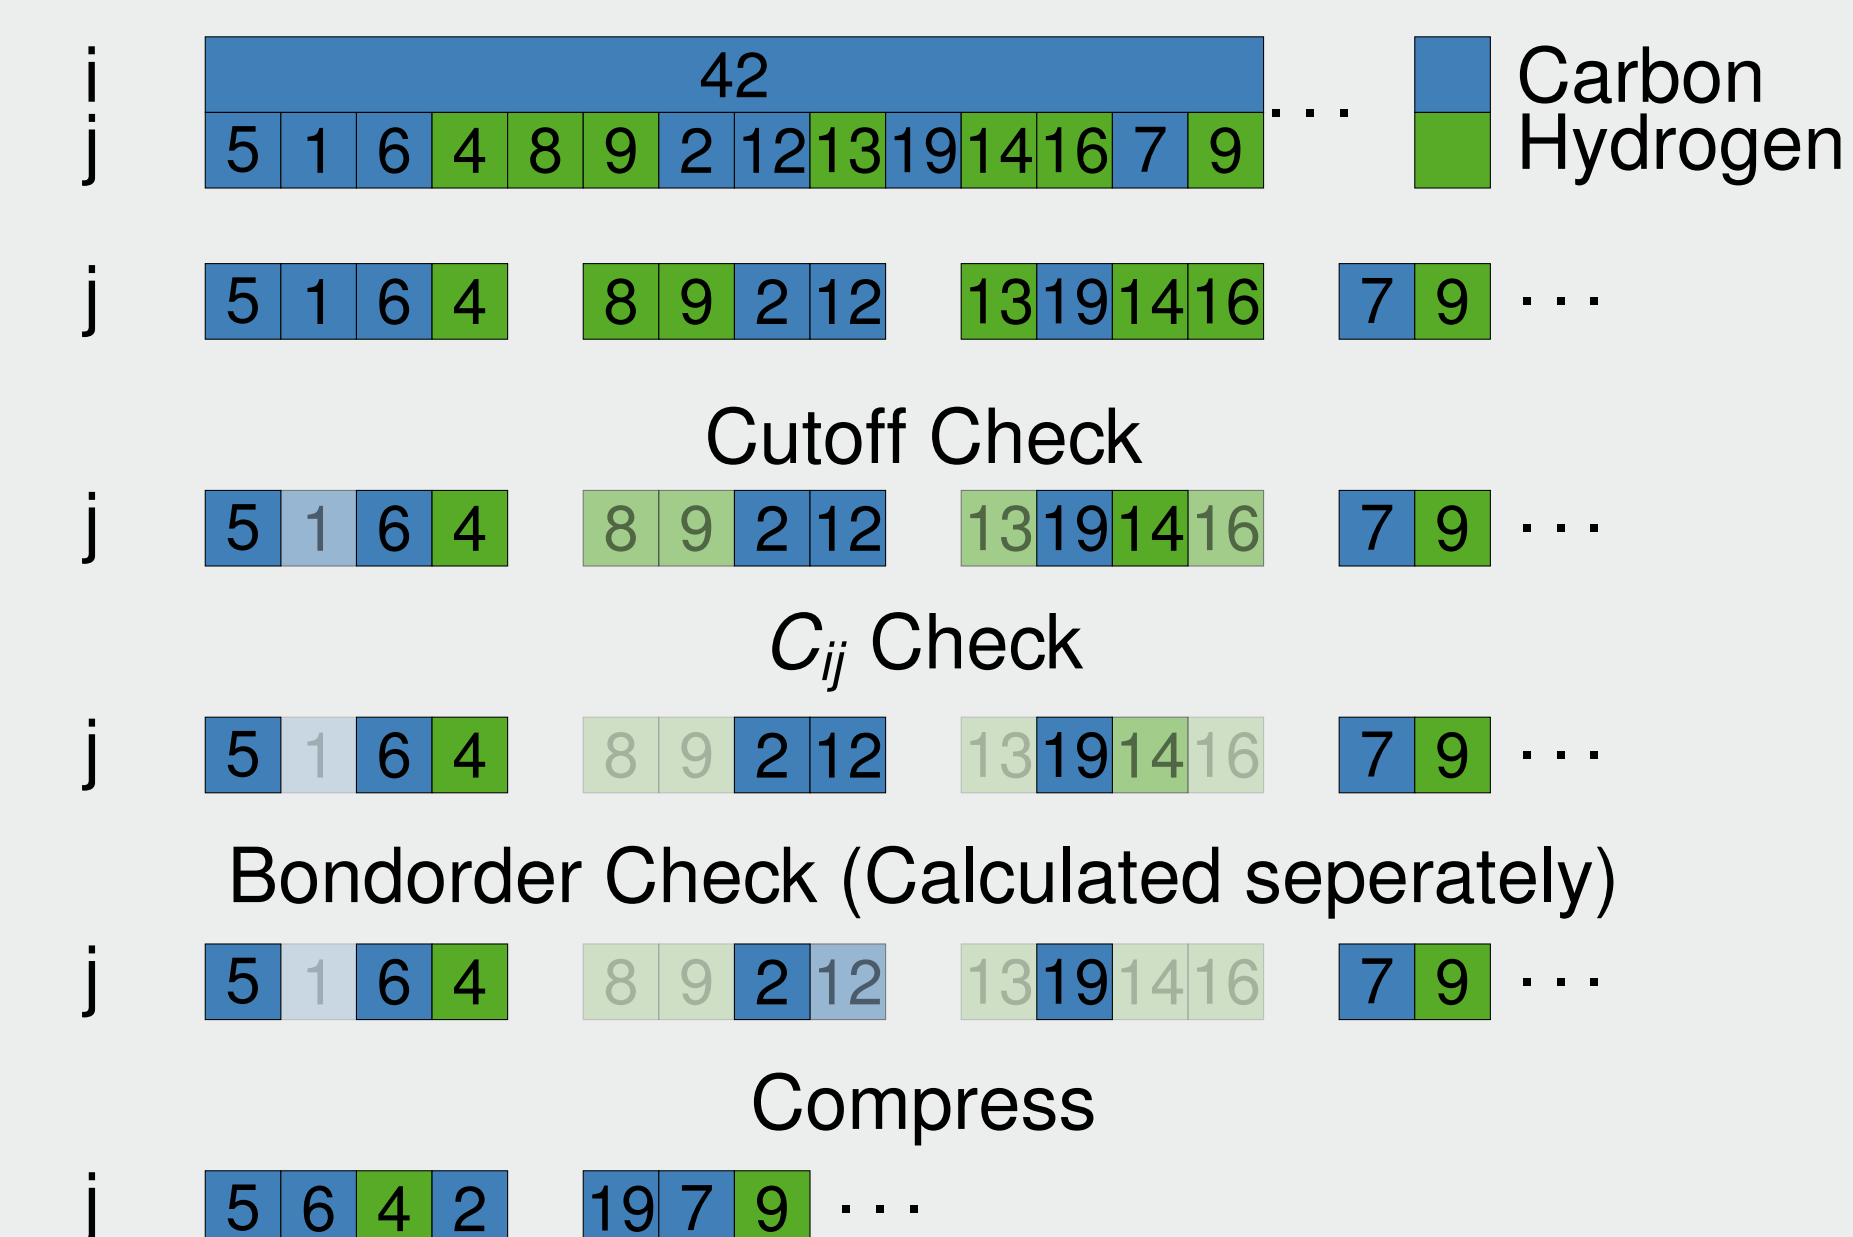 i 42 Carbon
j 5 1 6 4 8 9 2 12 13 19 14 16 7 9 ... Hydrogen
j 5 1 6 4 8 9 2 12 13 19 14 16 7 9 ...
Cutoff Check
j 5 1 6 4 8 9 2 12 13 19 14 16 7 9 ...
Cij Check
j 5 1 6 4 8 9 2 12 13 19 14 16 7 9 ...
Bondorder Check (Calculated seperately)
j 5 1 6 4 8 9 2 12 13 19 14 16 7 9 ...
Compress
j 5 6 4 2 19 7 9 ...